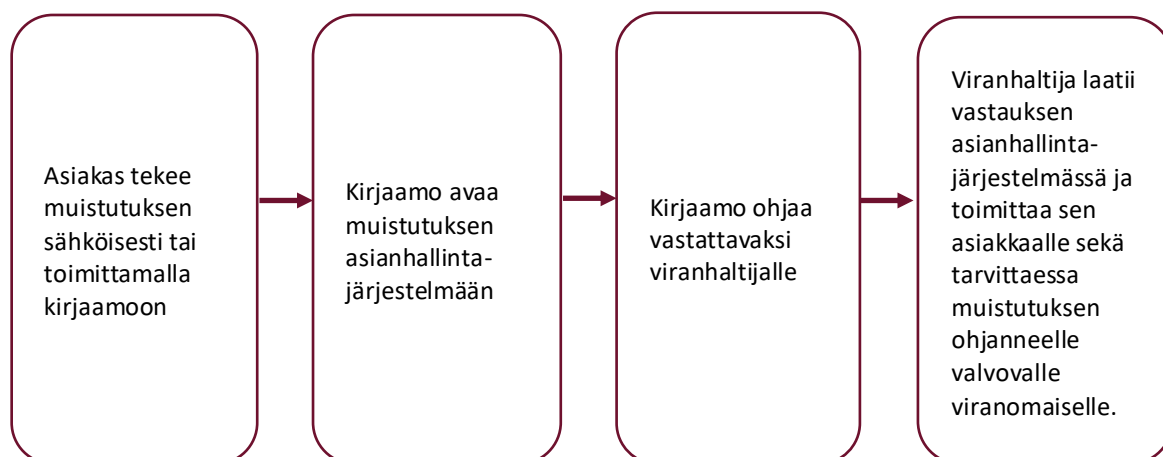 Asiakas tekee
muistutuksen
sähköisesti tai
toimittamalla
kirjaamoon
Kirjaamo avaa
muistutuksen
asianhallinta-
järjestelmään
Kirjaamo ohjaa
vastattavaksi
viranhaltijalle
Viranhaltija laatii
vastauksen
asianhallinta-
järjestelmässä ja
toimittaa sen
asiakkaalle sekä
tarvittaessa
muistutuksen
ohjanneelle
valvovalle
viranomaiselle.